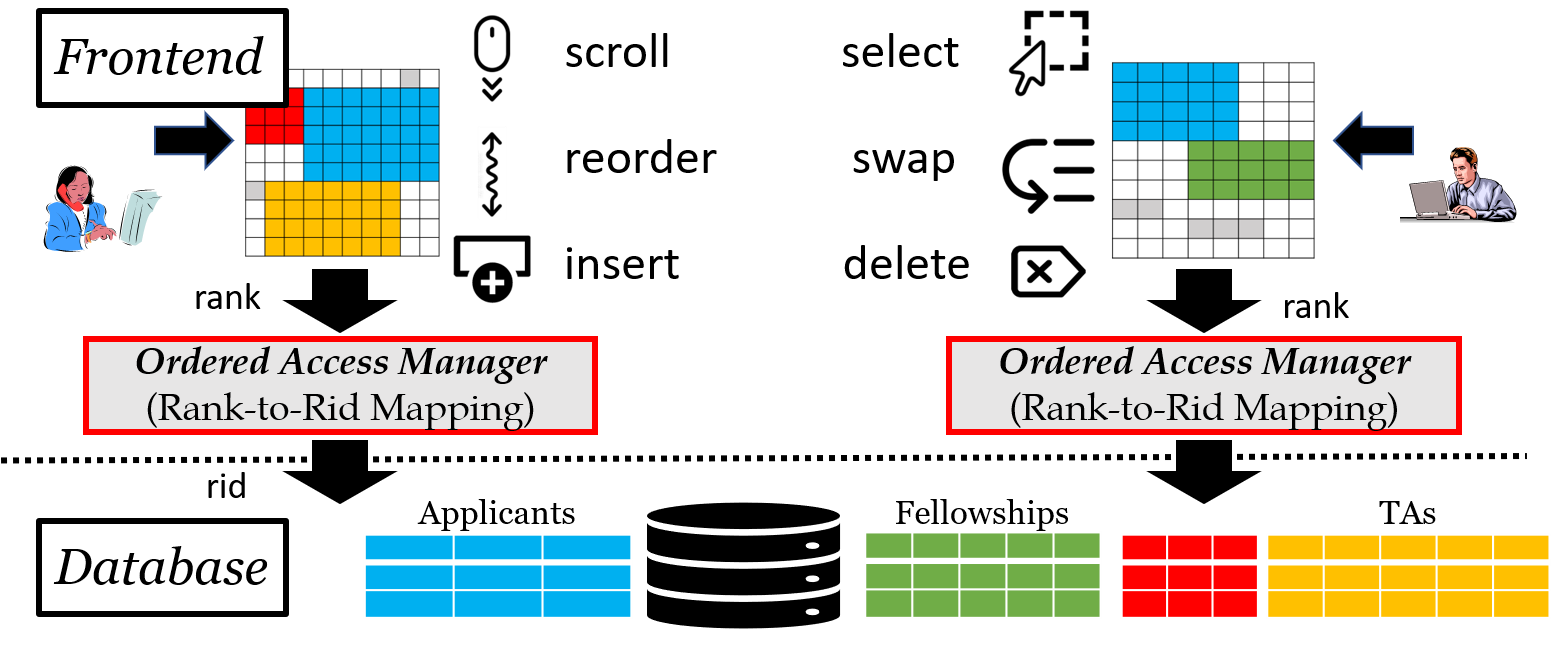 Frontend
scroll
select
reorder
swap
insert
delete
rank
rank
Ordered Access Manager
(Rank-to-Rid Mapping)
Ordered Access Manager
(Rank-to-Rid Mapping)
rid
Applicants
Fellowships
TAs
Database